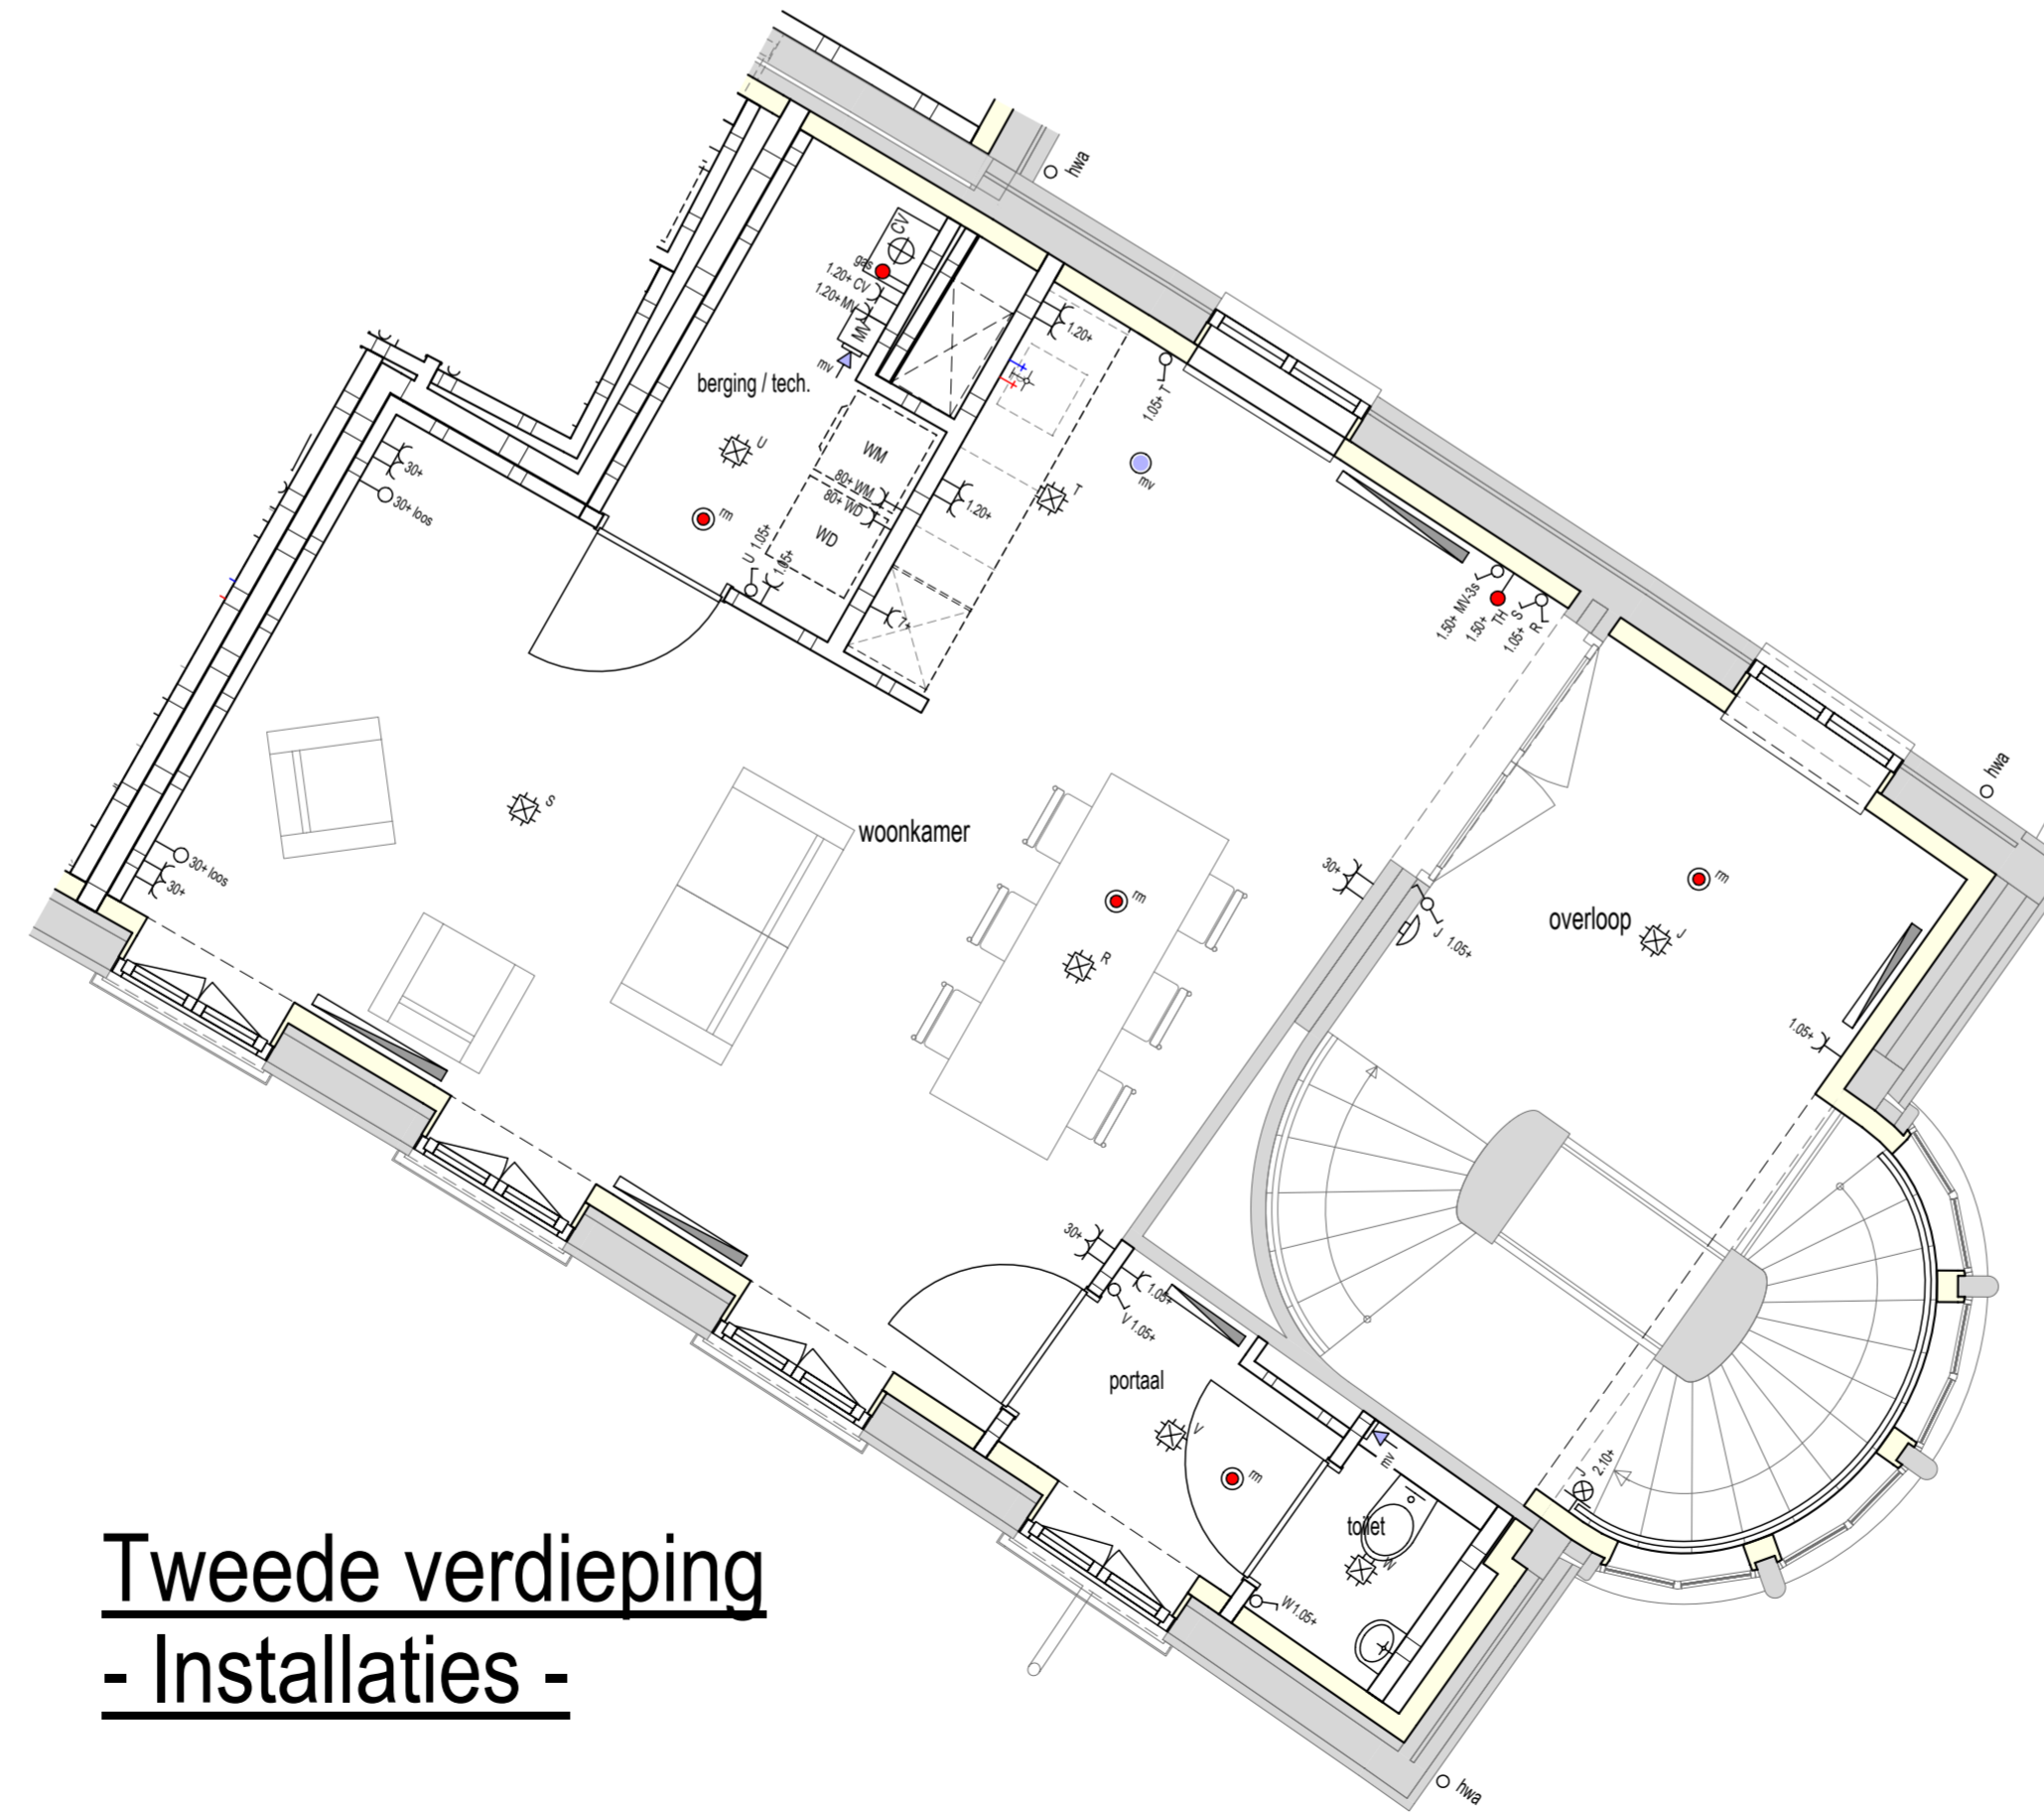 hwa
CV
gas
1.20+ CV
1.20+ MV
MV
mv
1.20+
berging / tech.
1.05+ T
U
WM
mv
30+
80+ WM
T
80+ WD
1.20+
30+ loos
rm
WD
U 1.05+
1.05+
1.50+ MV-3s
1.50+ TH
1.05+ S
R
7+
hwa
S
woonkamer
30+ loos
30+
30+
rm
rm
overloop
J
J 1.05+
R
1.05+
30+
1.05+
V 1.05+
portaal
V
mv
rm
J
2.10+
toilet
W
W1.05+
Tweede verdieping
- Installaties -
hwa